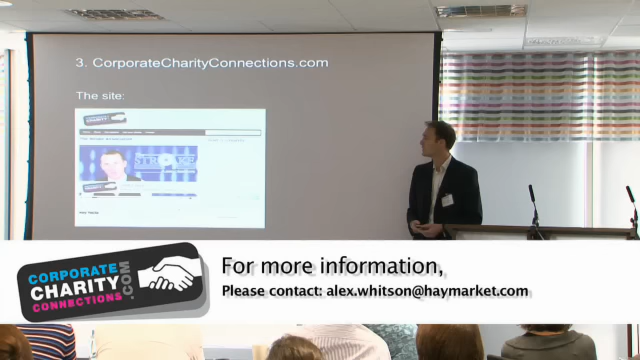 3. CorporateCharityConnections.com
The site:
CORPORATE
CHARITY
CONNECTIONS
.COM
For more information,
Please contact: alex.whitson@haymarket.com